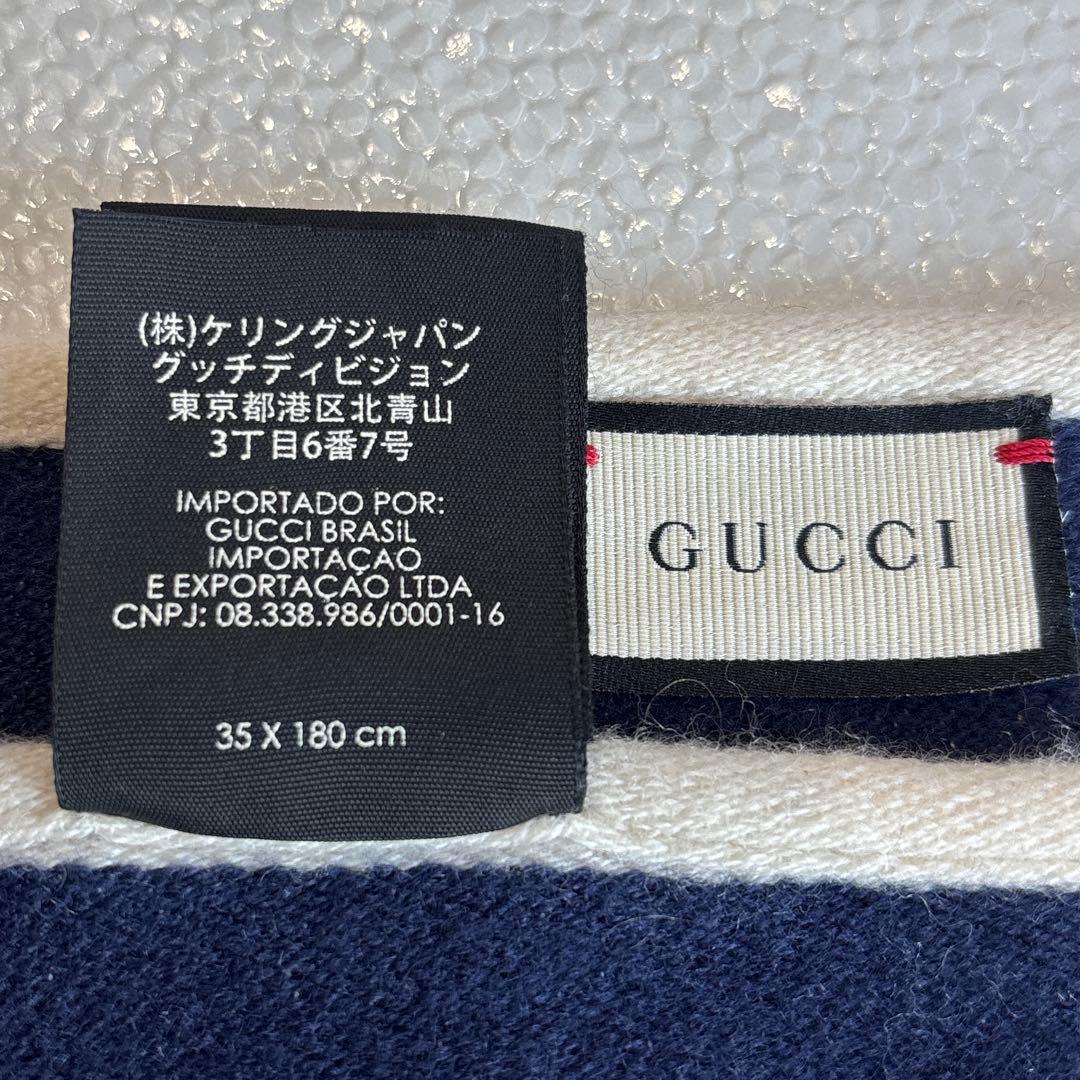 (株)ケリングジャパン
グッチディビジョン
東京都港区北青山
3丁目6番7号
IMPORTADO POR:
GUCCI BRASIL
IMPORTAÇAO
E EXPORTAÇAO LTDA
CNPJ: 08.338.986/0001-16
35 X 180 cm
GUCCI